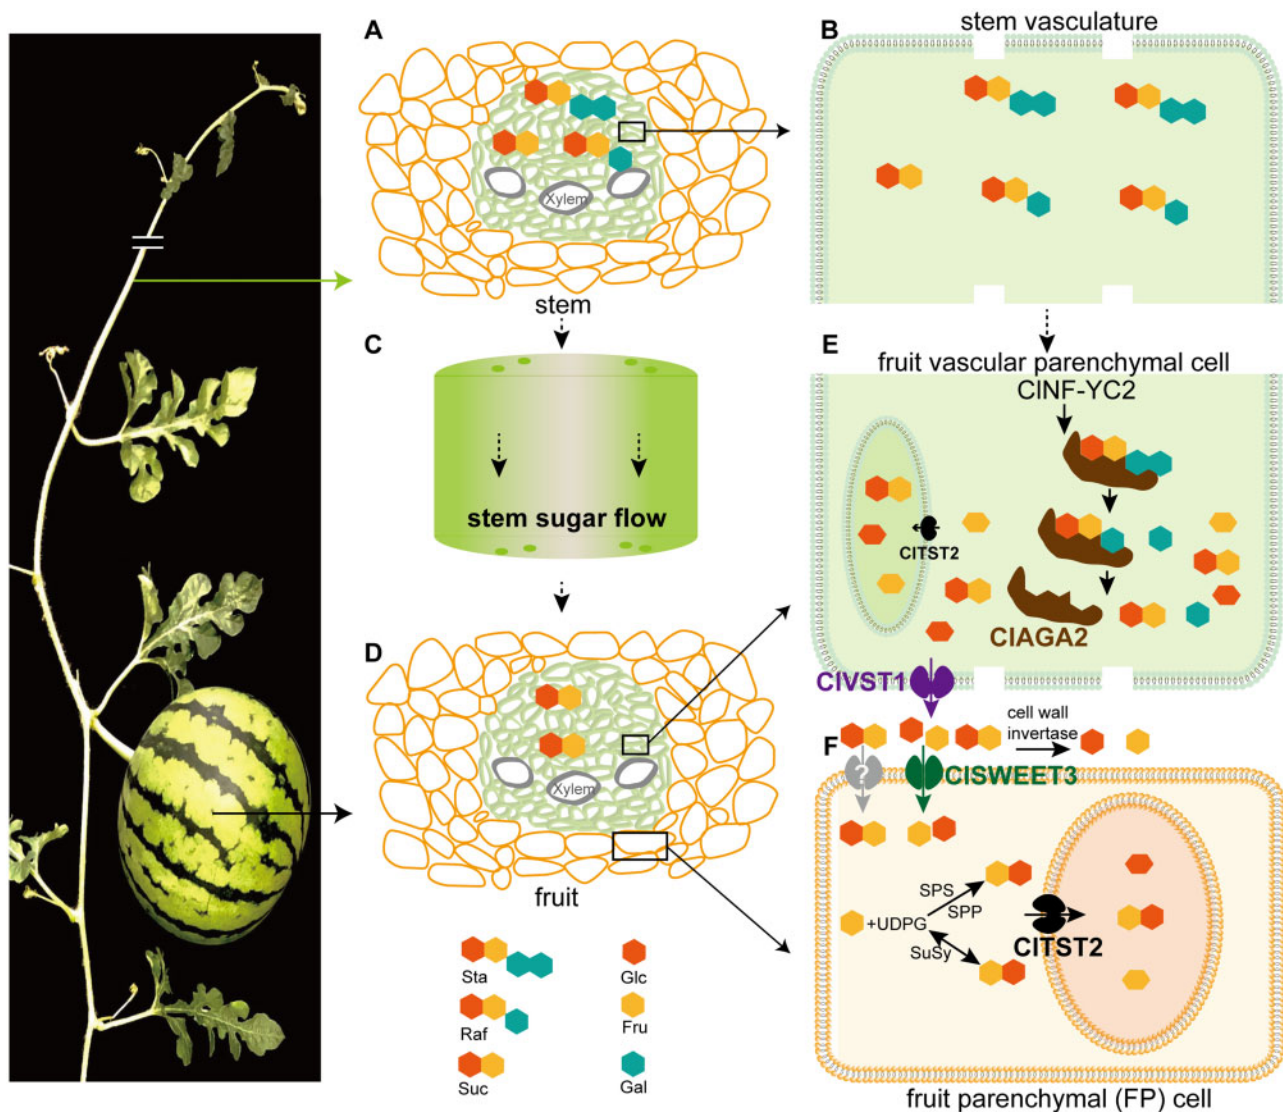 A
Xylem
stem
B
stem vasculature
C
stem sugar flow
D
Xylem
fruit
Sta
Glc
Raf
Fru
Suc
Gal
E
fruit vascular parenchymal cell
ClNF-YC2
ClTST2
ClAGA2
ClVST1
cell wall
invertase
F
?
ClSWEET3
SPS
SPP
+UDPG
SuSy
ClTST2
fruit parenchymal (FP) cell